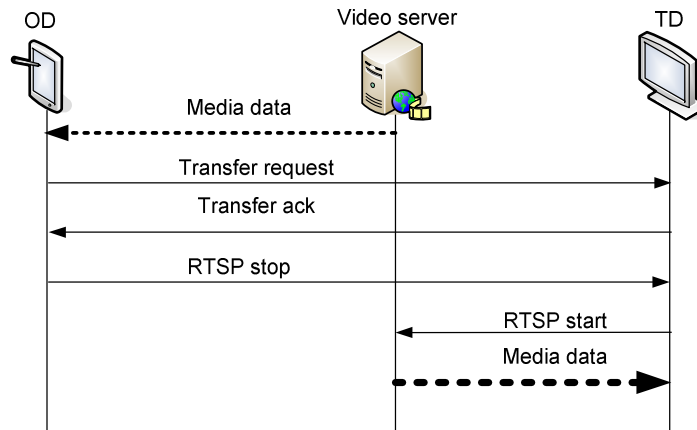 OD
Video server
TD
Media data
Transfer request
Transfer ack
RTSP stop
RTSP start
Media data